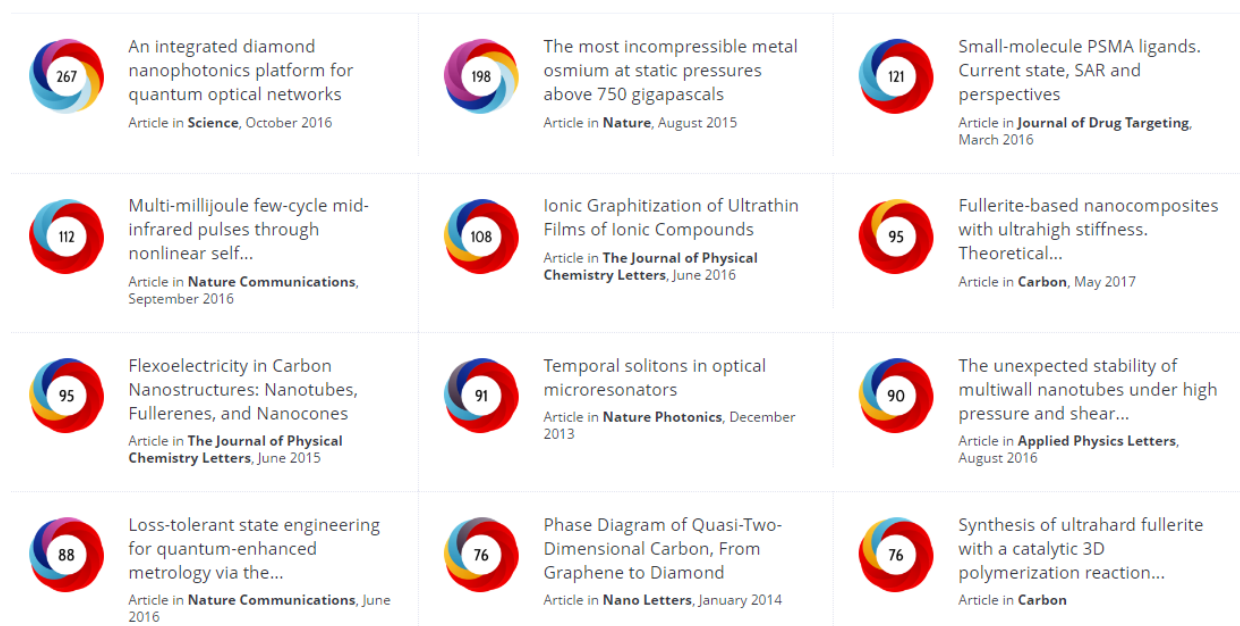 267
An integrated diamond
nanophotonics platform for
quantum optical networks
Article in Science, October 2016
198
The most incompressible metal
osmium at static pressures
above 750 gigapascals
Article in Nature, August 2015
121
Small-molecule PSMA ligands.
Current state, SAR and
perspectives
Article in Journal of Drug Targeting,
March 2016
112
Multi-millijoule few-cycle mid-
infrared pulses through
nonlinear self...
Article in Nature Communications,
September 2016
108
Ionic Graphitization of Ultrathin
Films of Ionic Compounds
Article in The Journal of Physical
Chemistry Letters, June 2016
95
Fullerite-based nanocomposites
with ultrahigh stiffness.
Theoretical...
Article in Carbon, May 2017
95
Flexoelectricity in Carbon
Nanostructures: Nanotubes,
Fullerenes, and Nanocones
Article in The Journal of Physical
Chemistry Letters, June 2015
91
Temporal solitons in optical
microresonators
Article in Nature Photonics, December
2013
90
The unexpected stability of
multiwall nanotubes under high
pressure and shear...
Article in Applied Physics Letters,
August 2016
88
Loss-tolerant state engineering
for quantum-enhanced
metrology via the...
Article in Nature Communications, June
2016
76
Phase Diagram of Quasi-Two-
Dimensional Carbon, From
Graphene to Diamond
Article in Nano Letters, January 2014
76
Synthesis of ultrahard fullerite
with a catalytic 3D
polymerization reaction...
Article in Carbon